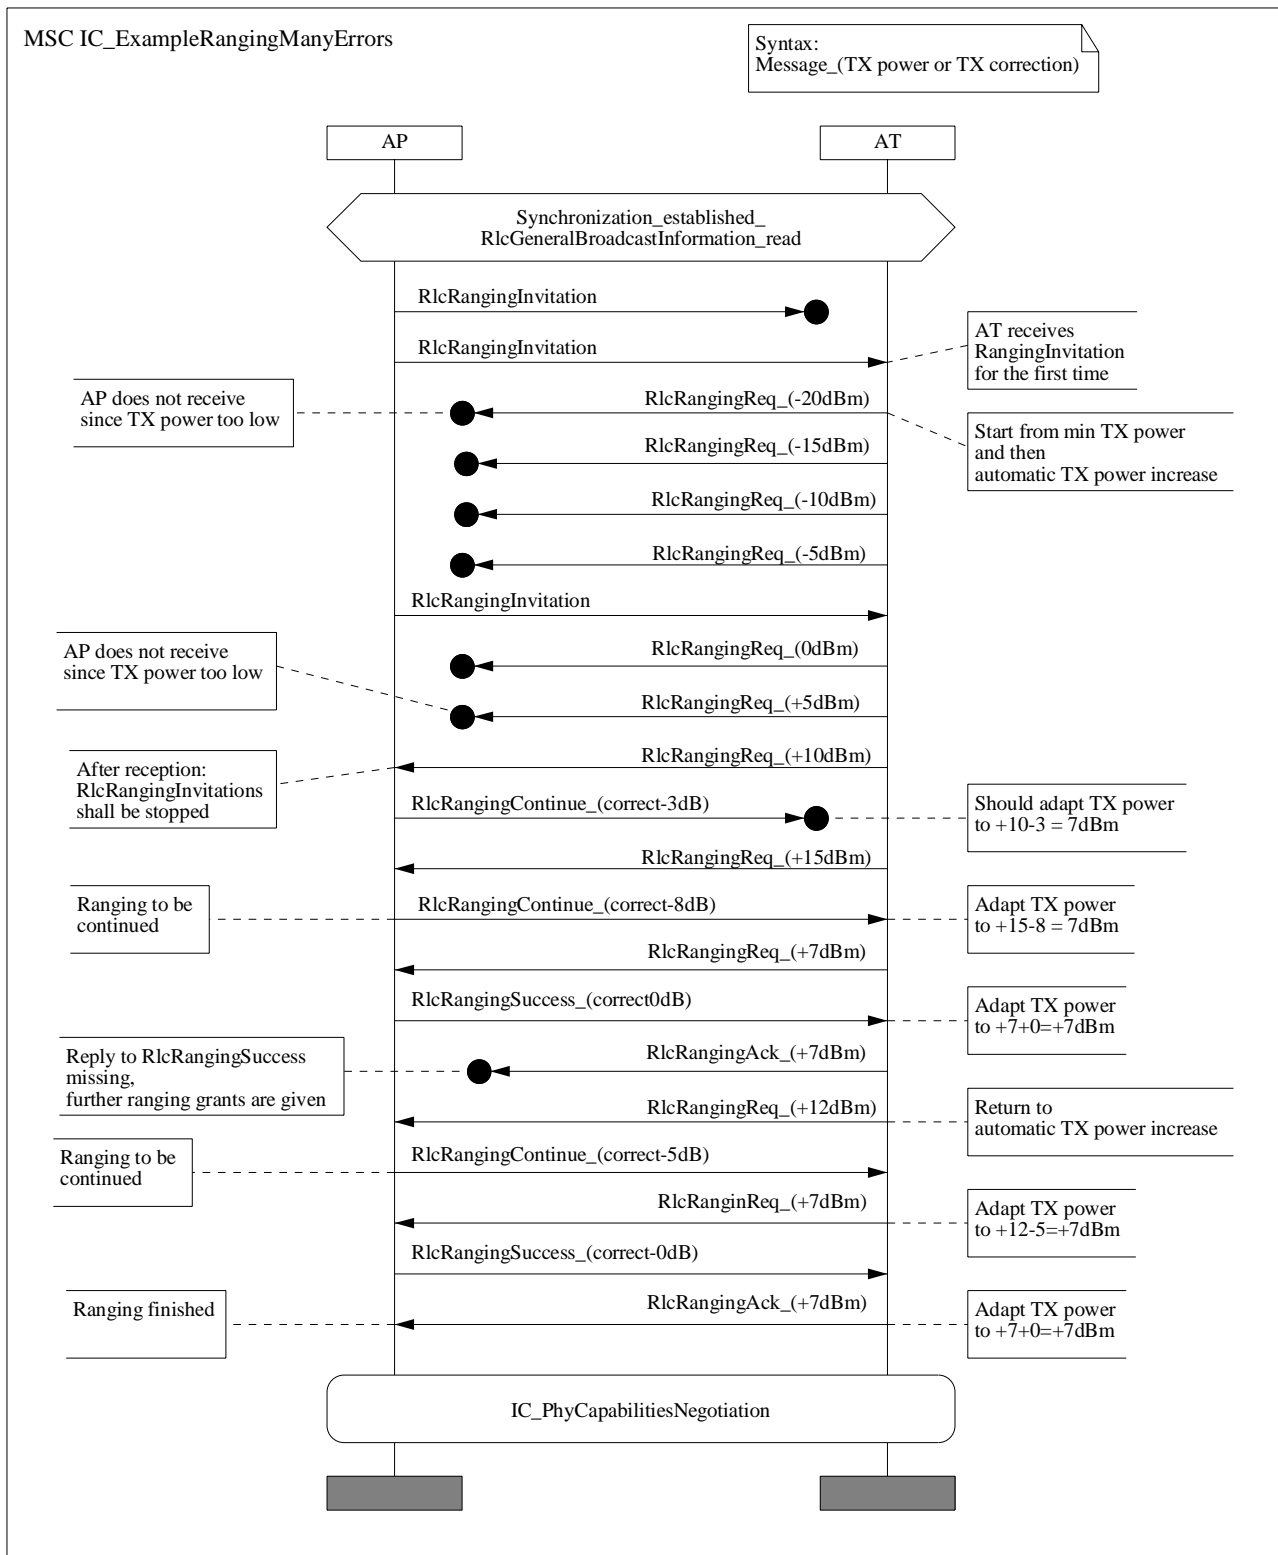 MSC IC_ExampleRangingManyErrors
Syntax:
Message_(TX power or TX correction)
AP
AT
Synchronization_established_
RlcGeneralBroadcastInformation_read
RlcRangingInvitation
RlcRangingInvitation
AT receives
RangingInvitation
for the first time
AP does not receive
since TX power too low
RlcRangingReq_(-20dBm)
Start from min TX power
and then
automatic TX power increase
RlcRangingReq_(-15dBm)
RlcRangingReq_(-10dBm)
RlcRangingReq_(-5dBm)
RlcRangingInvitation
AP does not receive
since TX power too low
RlcRangingReq_(0dBm)
RlcRangingReq_(+5dBm)
After reception:
RlcRangingInvitations
shall be stopped
RlcRangingReq_(+10dBm)
RlcRangingContinue_(correct-3dB)
Should adapt TX power
to +10-3 = 7dBm
RlcRangingReq_(+15dBm)
Ranging to be
continued
RlcRangingContinue_(correct-8dB)
Adapt TX power
to +15-8 = 7dBm
RlcRangingReq_(+7dBm)
RlcRangingSuccess_(correct0dB)
Adapt TX power
to +7+0=+7dBm
Reply to RlcRangingSuccess
missing,
further ranging grants are given
RlcRangingAck_(+7dBm)
RlcRangingReq_(+12dBm)
Return to
automatic TX power increase
Ranging to be
continued
RlcRangingContinue_(correct-5dB)
RlcRanginReq_(+7dBm)
Adapt TX power
to +12-5=+7dBm
RlcRangingSuccess_(correct-0dB)
Ranging finished
RlcRangingAck_(+7dBm)
Adapt TX power
to +7+0=+7dBm
IC_PhyCapabilitiesNegotiation